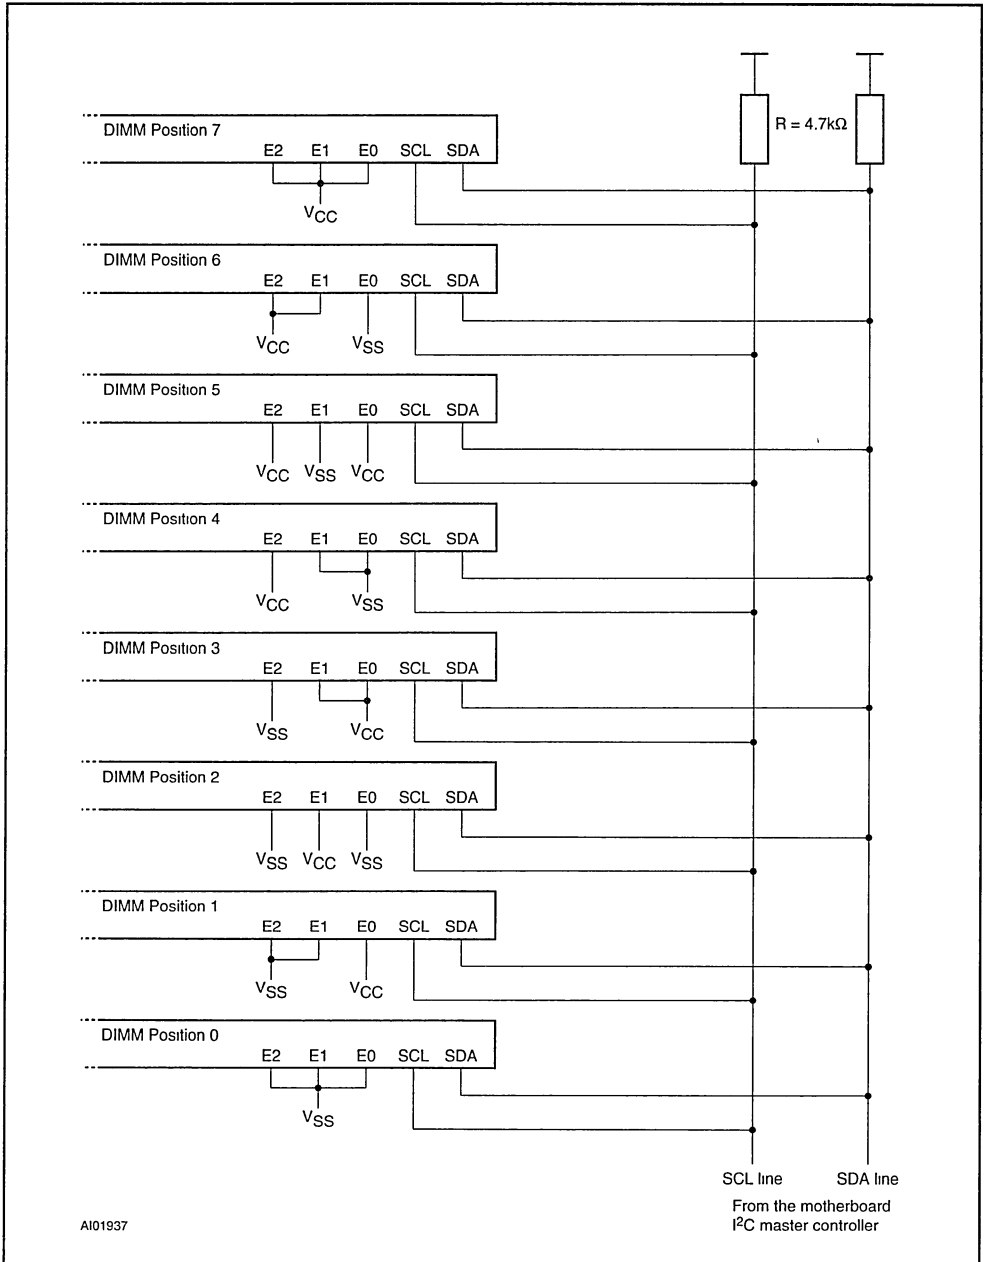 R = 4.7kΩ
DIMM Position 7
E2 E1 E0 SCL SDA
VCC
DIMM Position 6
E2 E1 E0 SCL SDA
VCC VSS
DIMM Position 5
E2 E1 E0 SCL SDA
VCC VSS VCC
DIMM Position 4
E2 E1 E0 SCL SDA
VCC VSS
DIMM Position 3
E2 E1 E0 SCL SDA
VSS VCC
DIMM Position 2
E2 E1 E0 SCL SDA
VSS VCC VSS
DIMM Position 1
E2 E1 E0 SCL SDA
VSS VCC
DIMM Position 0
E2 E1 E0 SCL SDA
VSS
SCL line SDA line
From the motherboard
I²C master controller
AI01937